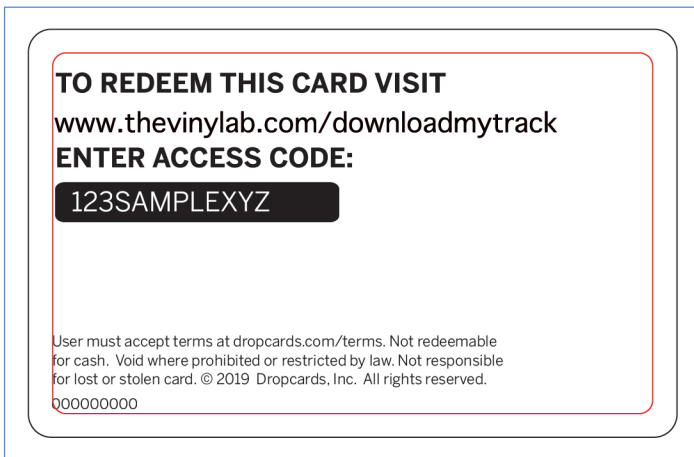 TO REDEEM THIS CARD VISIT
www.thevinylab.com/downloadmytrack
ENTER ACCESS CODE:
123SAMPLEXYZ
User must accept terms at dropcards.com/terms. Not redeemable
for cash. Void where prohibited or restricted by law. Not responsible
for lost or stolen card. © 2019 Dropcards, Inc. All rights reserved.
000000000